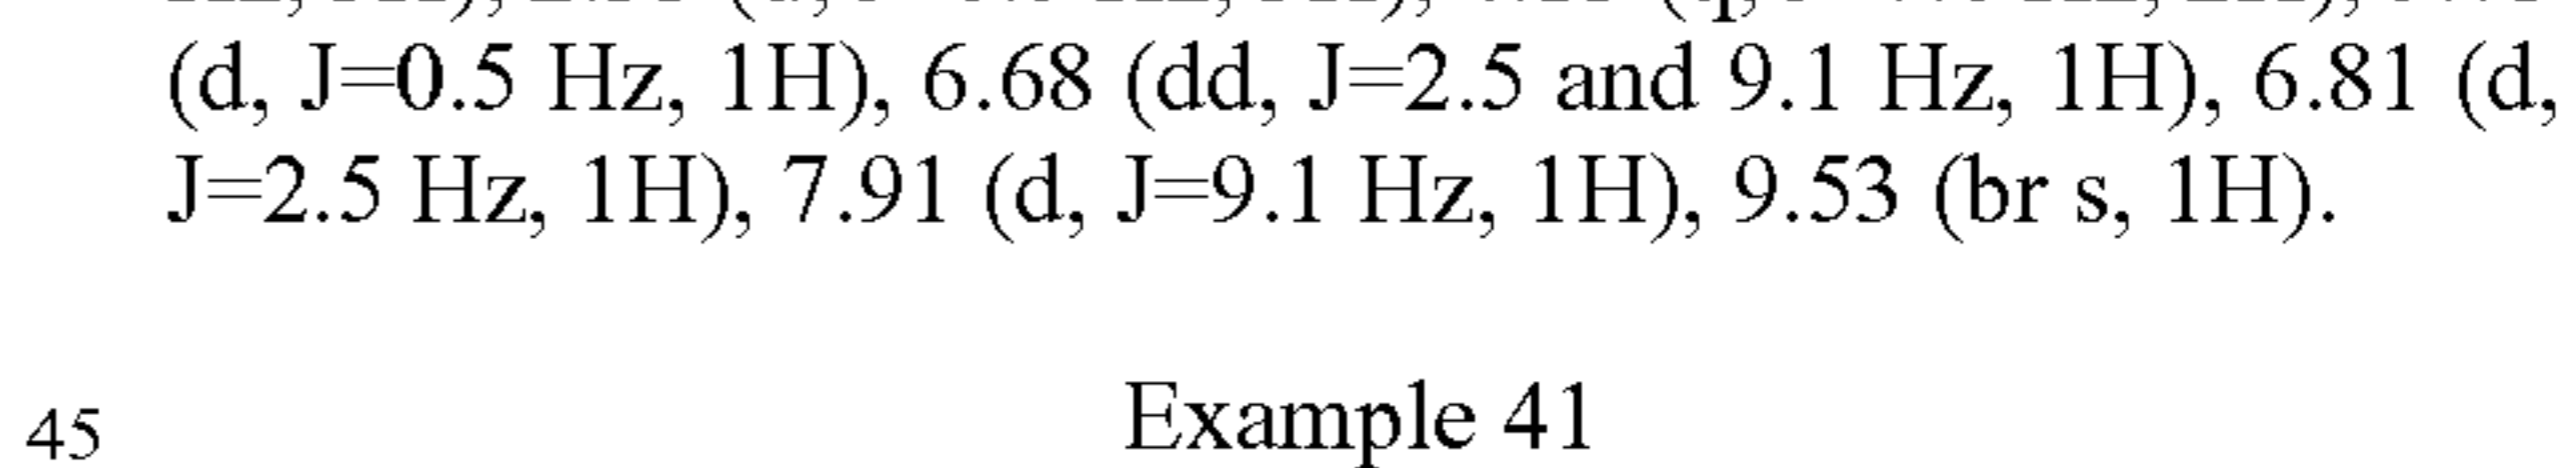 (d, J=0.5 Hz, 1H), 6.68 (dd, J=2.5 and 9.1 Hz, 1H), 6.81 (d,
J=2.5 Hz, 1H), 7.91 (d, J=9.1 Hz, 1H), 9.53 (br s, 1H).
45 Example 41